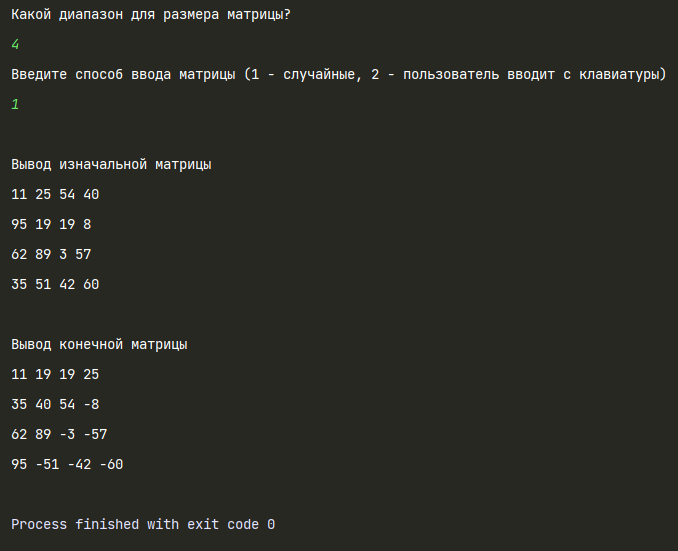 Какой диапазон для размера матрицы?
4
Введите способ ввода матрицы (1 - случайные, 2 - пользователь вводит с клавиатуры)
1
Вывод изначальной матрицы
11 25 54 40
95 19 19 8
62 89 3 57
35 51 42 60
Вывод конечной матрицы
11 19 19 25
35 40 54 -8
62 89 -3 -57
95 -51 -42 -60
Process finished with exit code 0